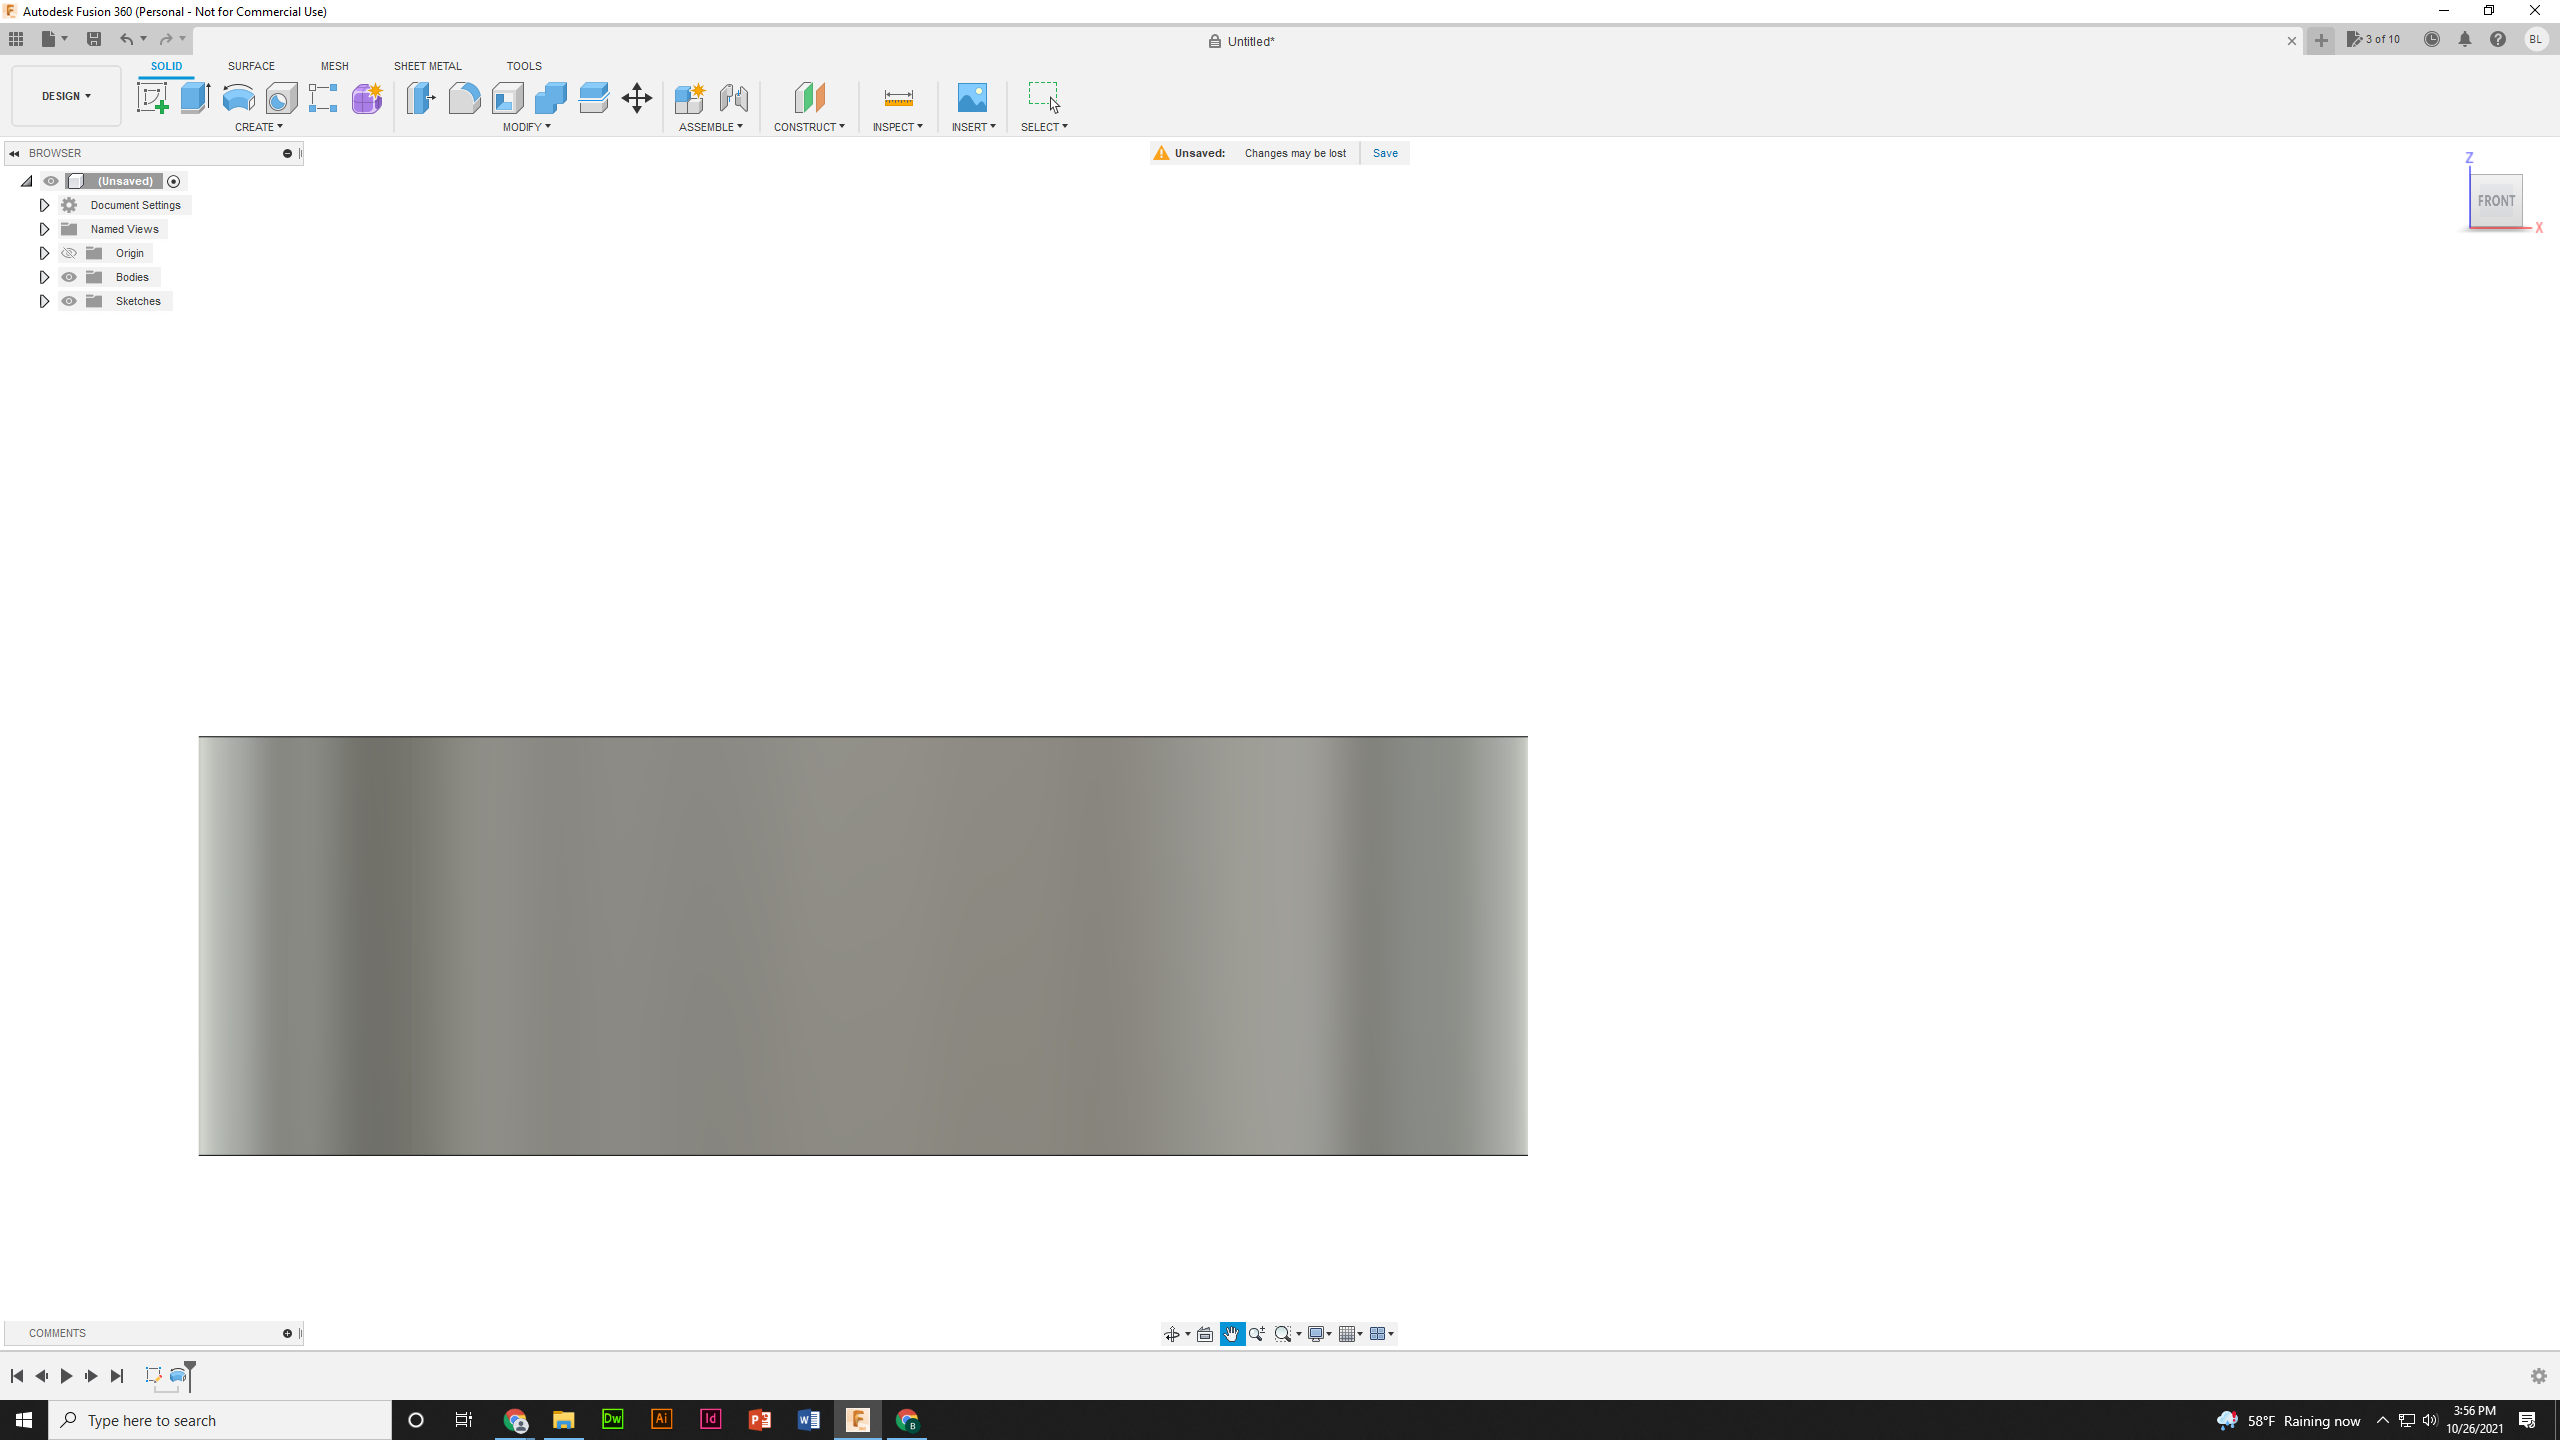 Autodesk Fusion 360 (Personal - Not for Commercial Use)
Untitled*
3 of 10
BL
DESIGN
SOLID
SURFACE
MESH
SHEET METAL
TOOLS
CREATE
MODIFY
ASSEMBLE
CONSTRUCT
INSPECT
INSERT
SELECT
BROWSER
Unsaved: Changes may be lost Save
(Unsaved)
Document Settings
Named Views
Origin
Bodies
Sketches
Z
FRONT
X
COMMENTS
Type here to search
Dw
Ai
Id
P
W
F
B
58°F Raining now
3:56 PM
10/26/2021